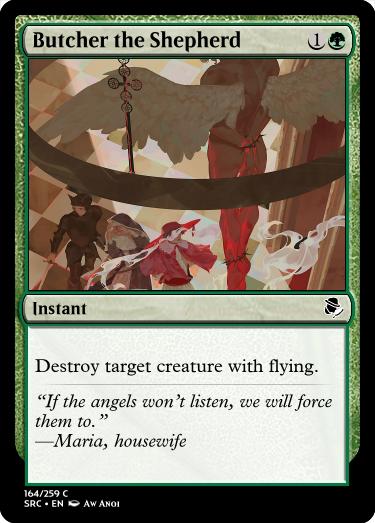 Butcher the Shepherd 1
Instant
Destroy target creature with flying.
“If the angels won’t listen, we will force
them to.”
—Maria, housewife
164/259 C
SRC • EN Aw Anoi